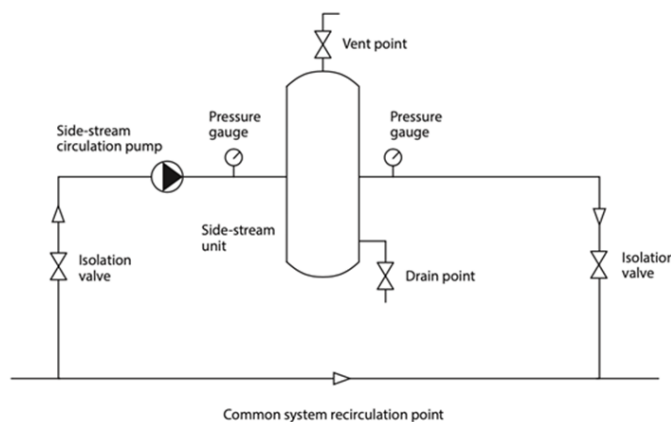 Vent point
Pressure
gauge
Pressure
gauge
Side-stream
circulation pump
Side-stream
unit
Isolation
valve
Drain point
Isolation
valve
Common system recirculation point